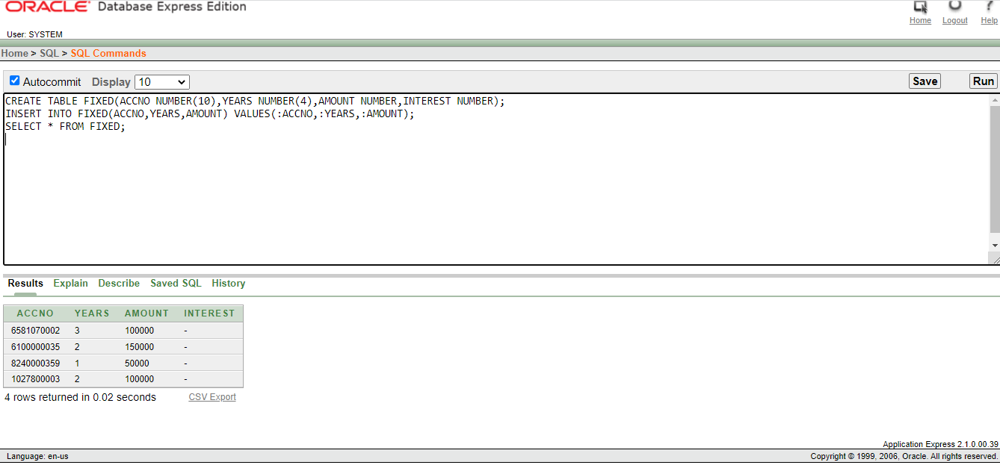 ORACLE Database Express Edition
Home Logout Help
User: SYSTEM
Home > SQL > SQL Commands
Autocommit Display 10 Save Run
CREATE TABLE FIXED(ACCNO NUMBER(10),YEARS NUMBER(4),AMOUNT NUMBER,INTEREST NUMBER);
INSERT INTO FIXED(ACCNO,YEARS,AMOUNT) VALUES(:ACCNO,:YEARS,:AMOUNT);
SELECT * FROM FIXED;
Results Explain Describe Saved SQL History
ACCNO YEARS AMOUNT INTEREST
6581070002 3 100000 -
6100000035 2 150000 -
8240000359 1 50000 -
1027800003 2 100000 -
4 rows returned in 0.02 seconds CSV Export
Application Express 2.1.0.00.39
Language: en-us Copyright © 1999, 2006, Oracle. All rights reserved.